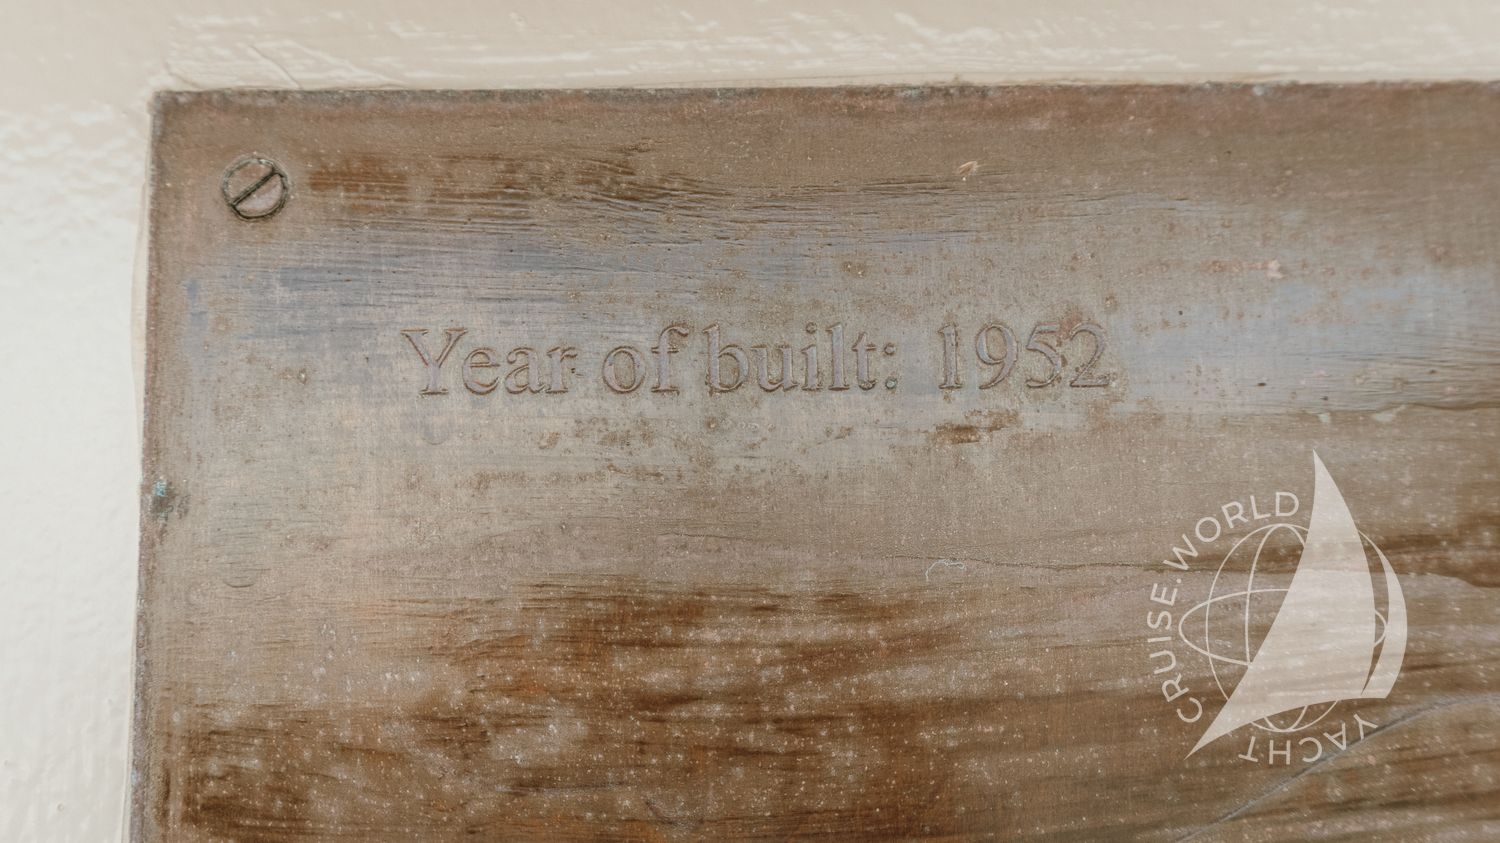 Year of built: 1952
CRUISE.WORLD
YACHT